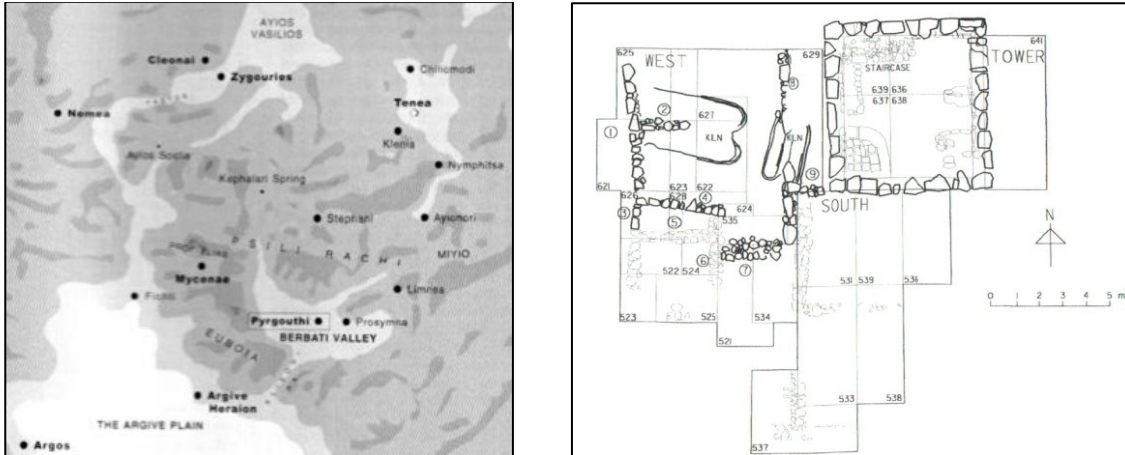 AYIOS
VASILIOS
Cleonai
Zygouries
Chiliomodi
Tenea
Nemea
Klenia
Nymphitsa
Kephalari Spring
Stephani
Ayionori
PSILI RACHI
MIYIO
Mycenae
Limnea
Pyrgouthi
Prosymna
BERBATI VALLEY
EUBOIA
Argive
Heraion
THE ARGIVE PLAIN
Argos
625
WEST
629
641
TOWER
STAIRCASE
8
639 636
637 638
2
627
1
KLN
KLN
9
621
623 622
626
628
4
624
SOUTH
3
5
535
N
6
7
522 524
531 539
536
0 1 2 3 4 5 m
523
525
534
521
533
538
537